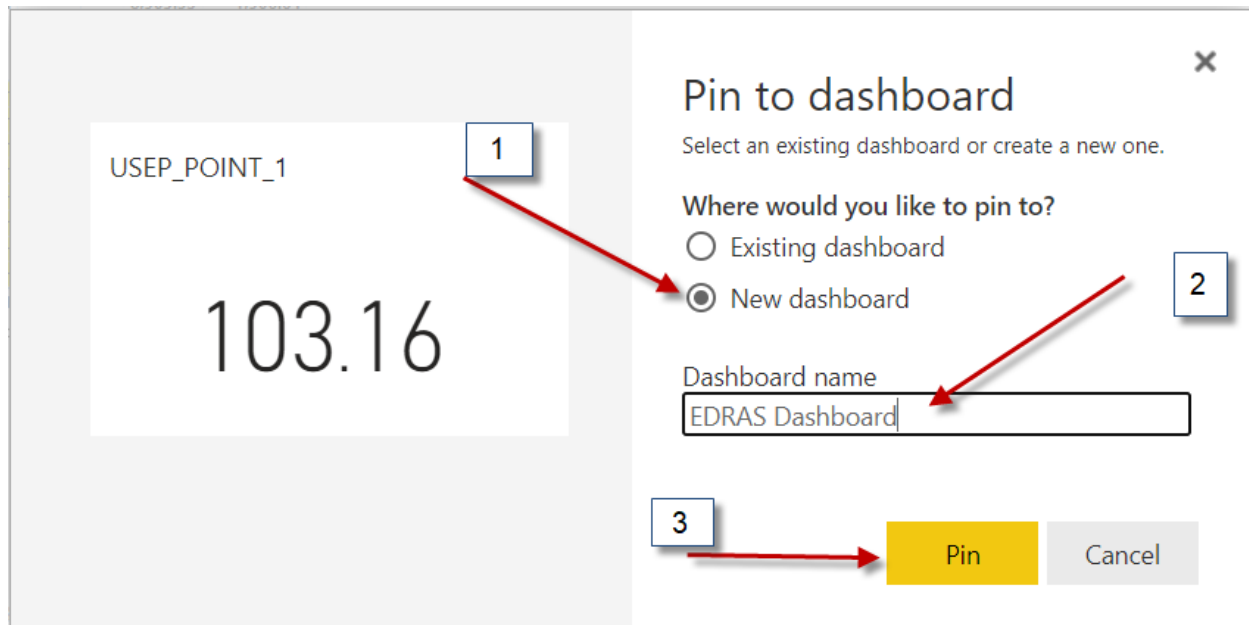 USEP_POINT_1
103.16
1
Pin to dashboard
Select an existing dashboard or create a new one.
Where would you like to pin to?
Existing dashboard
New dashboard
2
Dashboard name
EDRAS Dashboard
3
Pin
Cancel